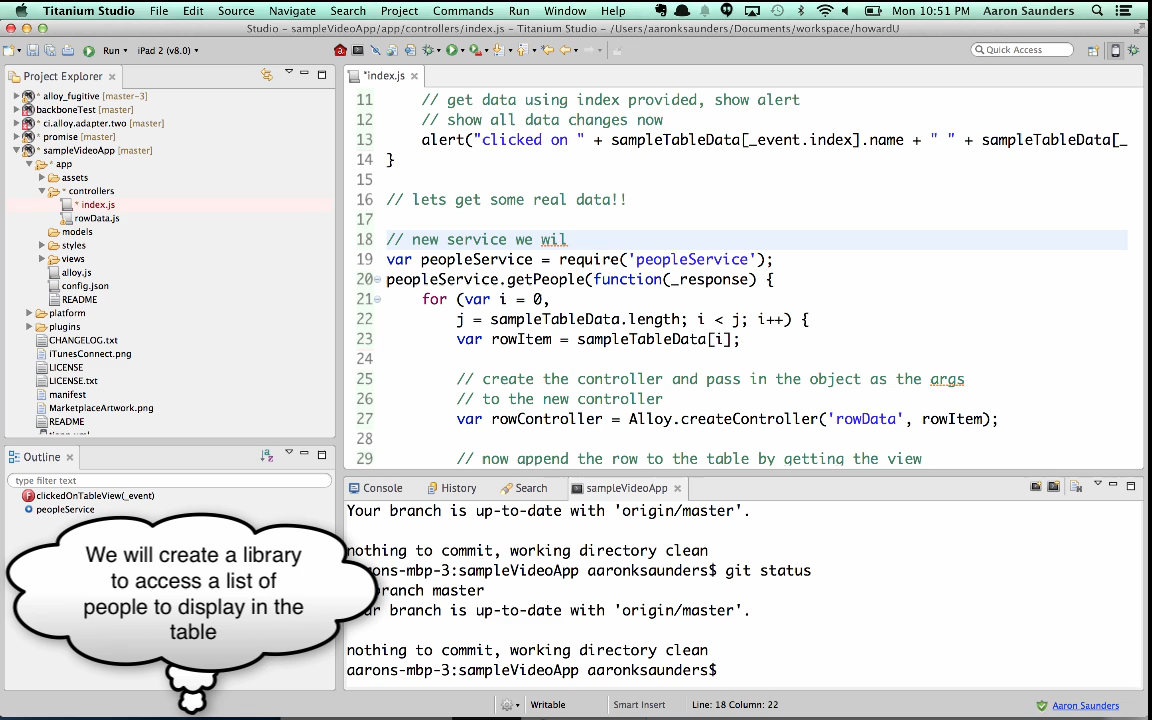 Titanium Studio File Edit Source Navigate Search Project Commands Run Window Help Mon 10:51 PM Aaron Saunders
Studio - sampleVideoApp/app/controllers/index.js - Titanium Studio - /Users/aaronksaunders/Documents/workspace/howardU
Run iPad 2 (v8.0) Quick Access
Project Explorer
* alloy_fugitive [master-3]
backboneTest [master]
* ci.alloy.adapter.two [master]
* promise [master]
sampleVideoApp [master]
* app
assets
* controllers
* index.js
rowData.js
models
styles
views
alloy.js
config.json
README
platform
plugins
CHANGELOG.txt
iTunesConnect.png
LICENSE
LICENSE.txt
manifest
MarketplaceArtwork.png
README
tiapp.xml
*index.js
11 // get data using index provided, show alert
12 // show all data changes now
13 alert("clicked on " + sampleTableData[_event.index].name + " " + sampleTableData[_
14 }
15
16 // lets get some real data!!
17
18 // new service we wil
19 var peopleService = require('peopleService');
20 peopleService.getPeople(function(_response) {
21 for (var i = 0,
22 j = sampleTableData.length; i < j; i++) {
23 var rowItem = sampleTableData[i];
24
25 // create the controller and pass in the object as the args
26 // to the new controller
27 var rowController = Alloy.createController('rowData', rowItem);
28
29 // now append the row to the table by getting the view
Outline
type filter text
clickedOnTableView(_event)
peopleService
We will create a library
to access a list of
people to display in the
table
Console History Search sampleVideoApp
Your branch is up-to-date with 'origin/master'.
nothing to commit, working directory clean
rons-mbp-3:sampleVideoApp aaronksaunders$ git status
branch master
branch is up-to-date with 'origin/master'.
nothing to commit, working directory clean
aarons-mbp-3:sampleVideoApp aaronksaunders$
Writable Smart Insert Line: 18 Column: 22 Aaron Saunders